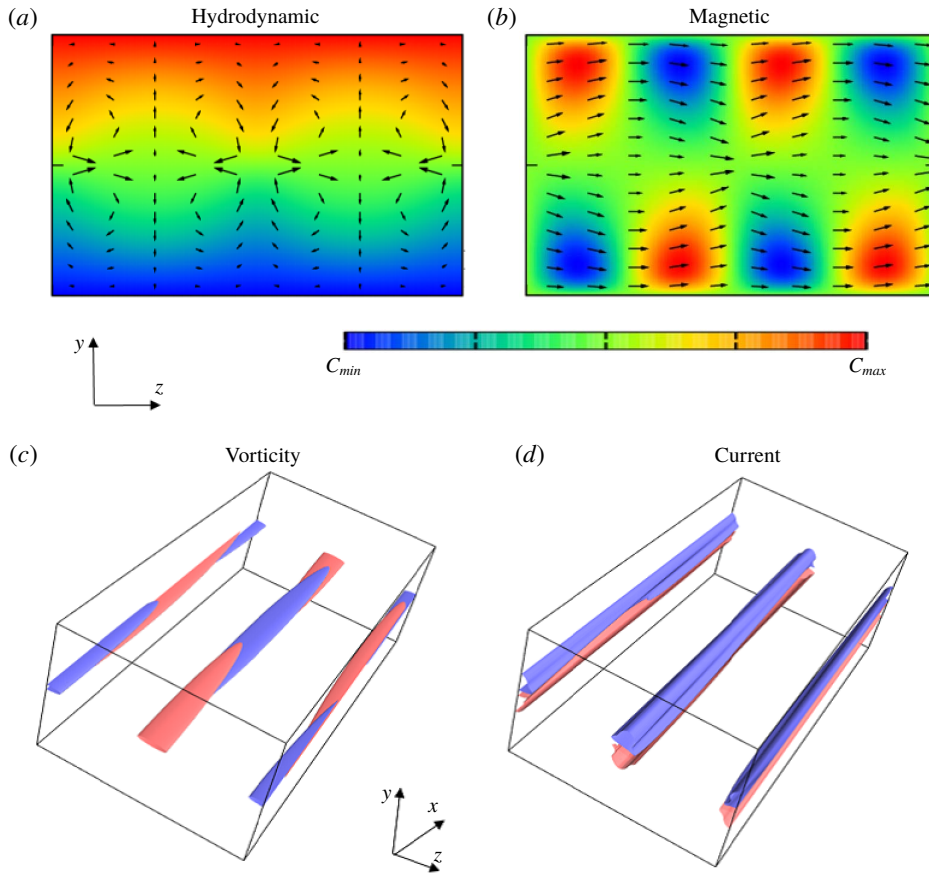 (a) Hydrodynamic
(b) Magnetic
y
z
C_min
C_max
(c) Vorticity
(d) Current
y
x
z